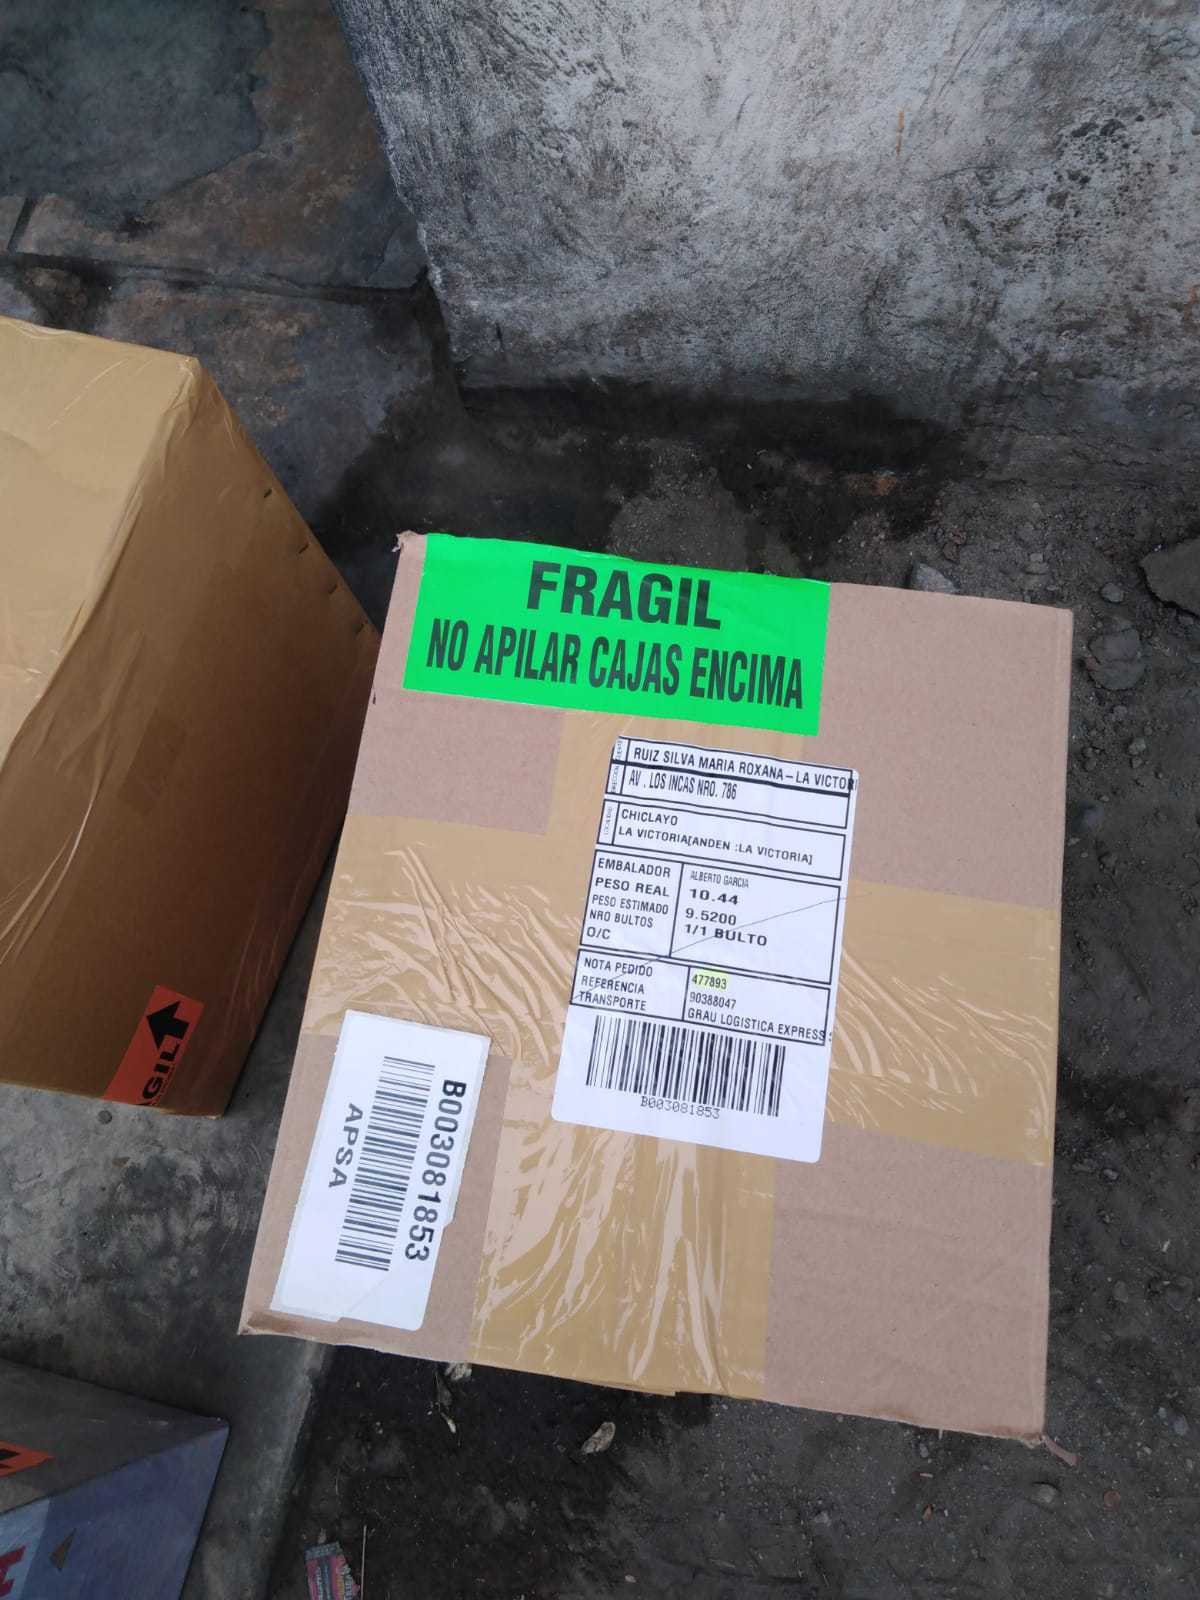 FRAGIL
NO APILAR CAJAS ENCIMA
RUIZ SILVA MARIA ROXANA – LA VICTORI
AV . LOS INCAS NRO. 786
CHICLAYO
LA VICTORIA[ANDEN :LA VICTORIA]
EMBALADOR ALBERTO GARCIA
PESO REAL 10.44
PESO ESTIMADO 9.5200
NRO BULTOS 1/1 BULTO
O/C
NOTA PEDIDO 477893
REFERENCIA 90388047
TRANSPORTE GRAU LOGISTICA EXPRESS
B003081853
B003081853
APSA
AGIL